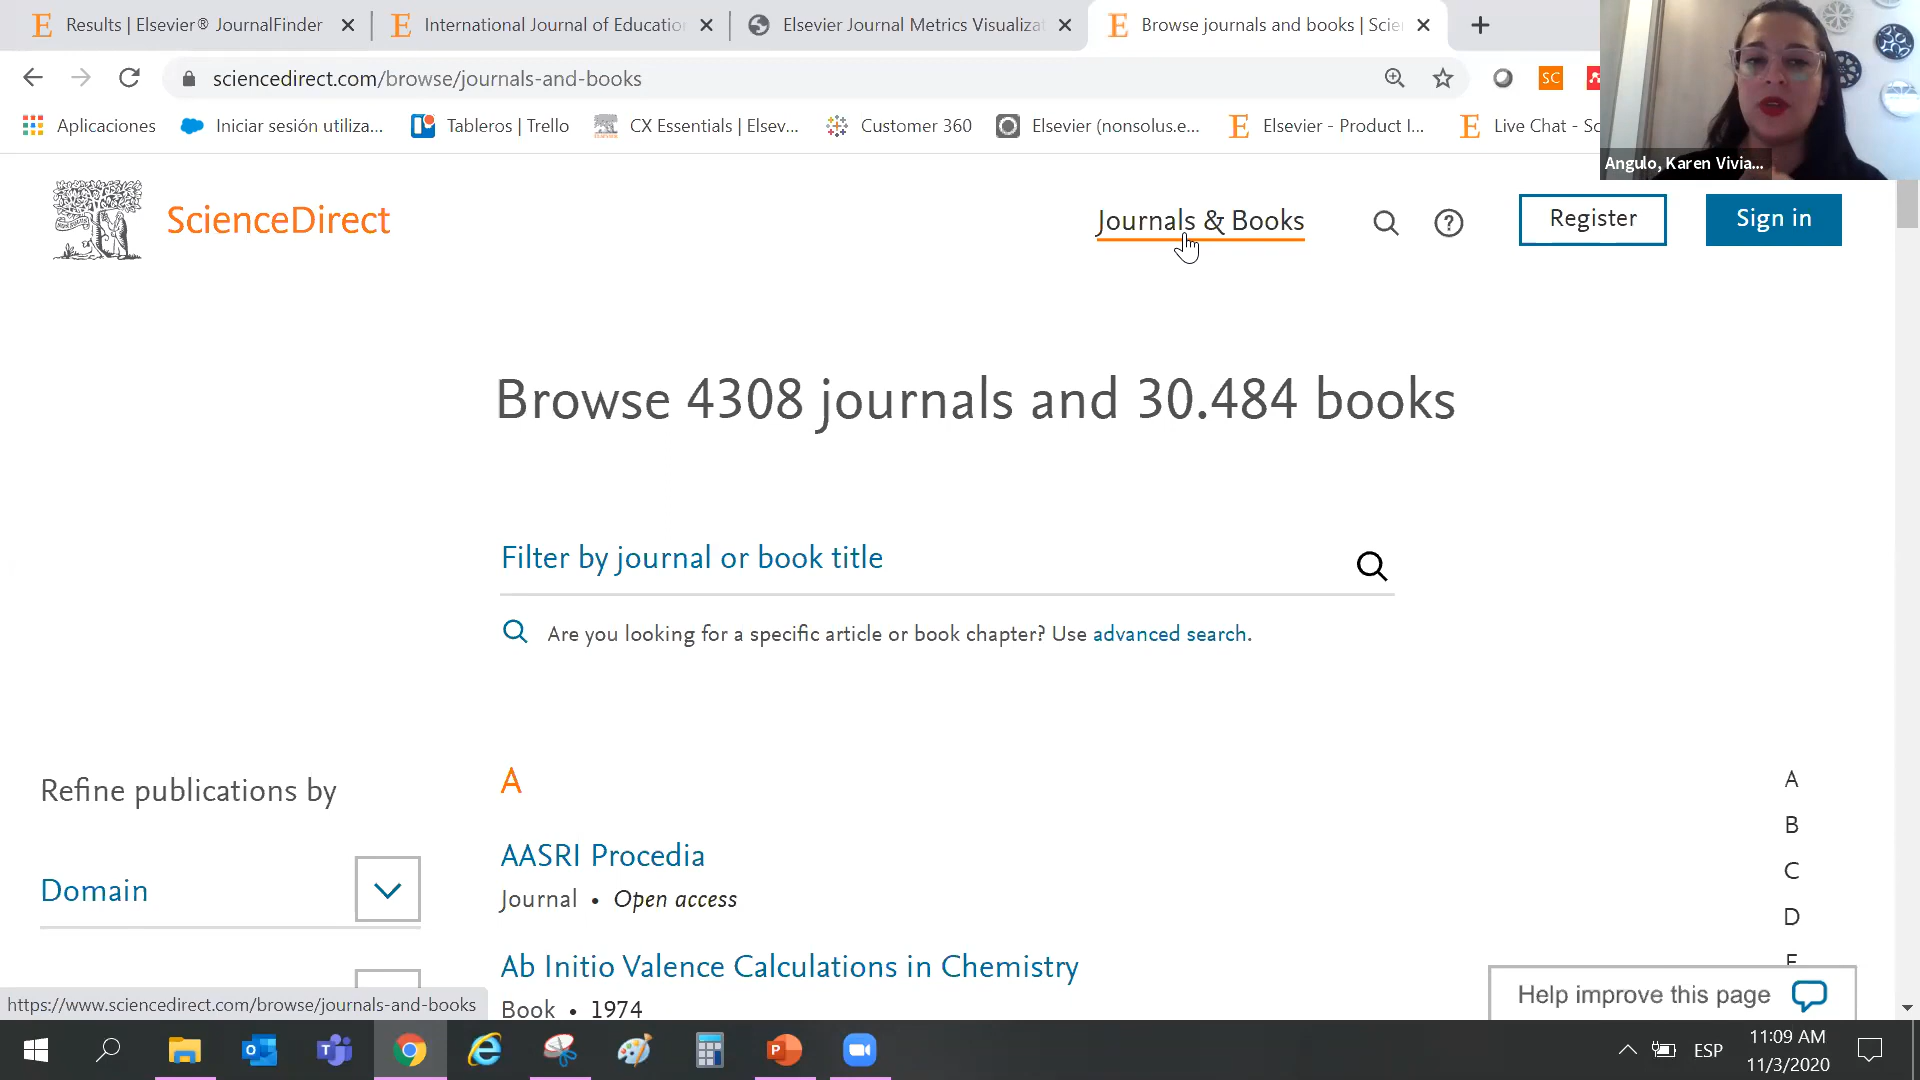 Results | Elsevier® JournalFinder
International Journal of Education
Elsevier Journal Metrics Visualiza
Browse journals and books | Scie
sciencedirect.com/browse/journals-and-books
SC
Aplicaciones
Iniciar sesión utiliza...
Tableros | Trello
CX Essentials | Elsev...
Customer 360
Elsevier (nonsolus.e...
Elsevier - Product I...
Live Chat - Sc
Angulo, Karen Vivia...
ScienceDirect
Journals & Books
Register
Sign in
Browse 4308 journals and 30.484 books
Filter by journal or book title
Are you looking for a specific article or book chapter? Use advanced search.
Refine publications by
Domain
A
AASRI Procedia
Journal • Open access
Ab Initio Valence Calculations in Chemistry
Book • 1974
A
B
C
D
E
Help improve this page
https://www.sciencedirect.com/browse/journals-and-books
ESP
11:09 AM
11/3/2020